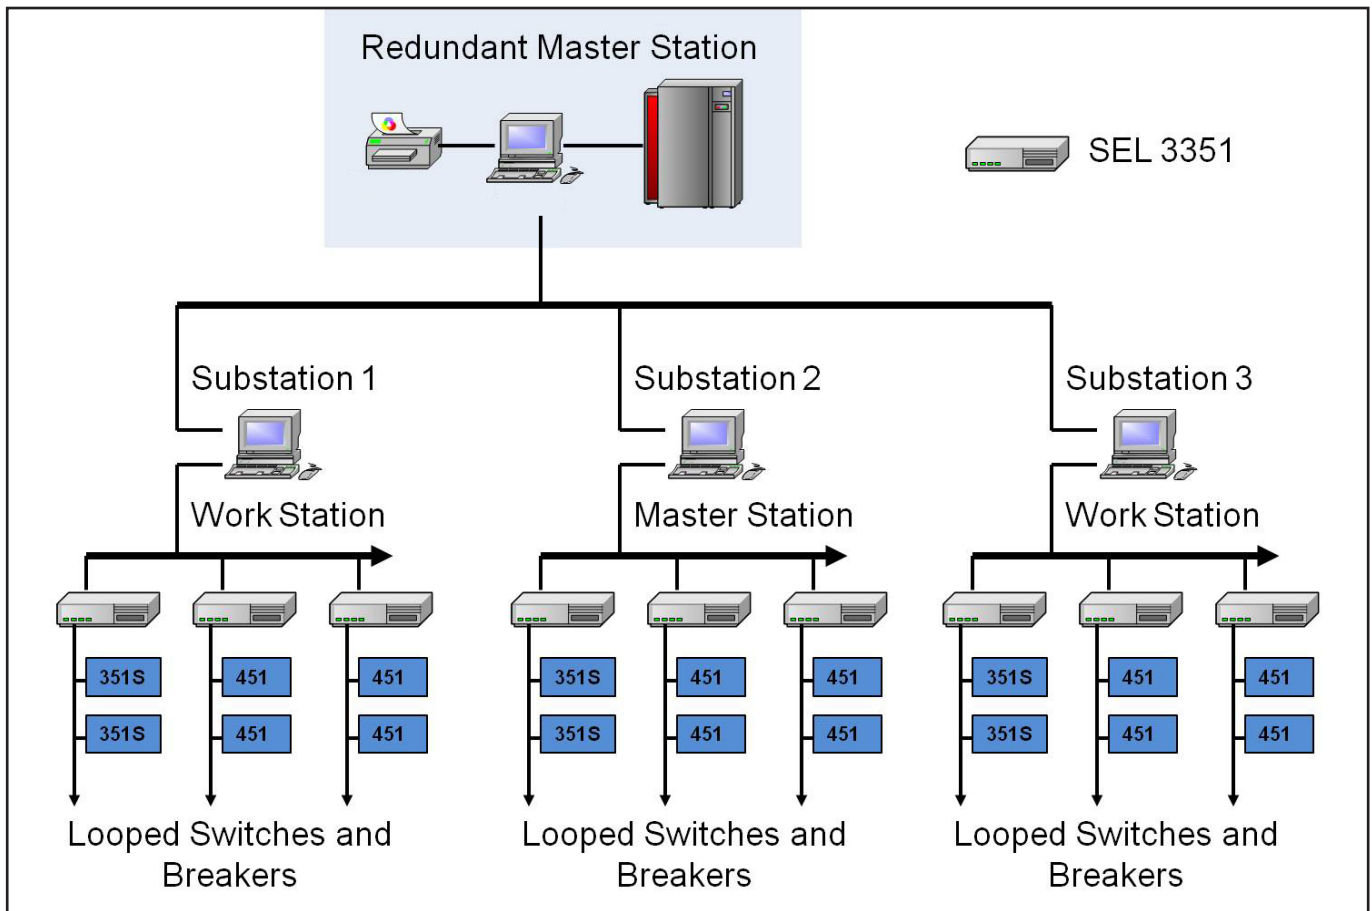 Redundant Master Station
SEL 3351
Substation 1
Substation 2
Substation 3
Work Station
Master Station
Work Station
351S
451
451
351S
451
451
351S
451
451
351S
451
451
351S
451
451
351S
451
451
Looped Switches and
Breakers
Looped Switches and
Breakers
Looped Switches and
Breakers